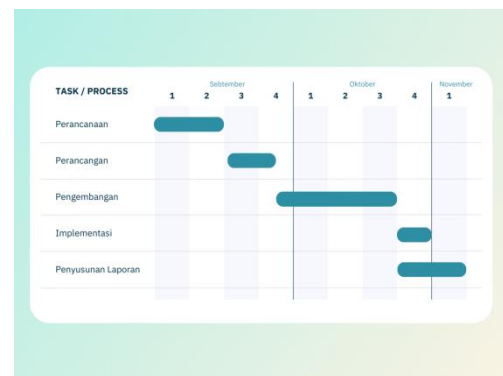 Sebtember Oktober November
TASK / PROCESS 1 2 3 4 1 2 3 4 1
Perancanaan
Perancangan
Pengembangan
Implementasi
Penyusunan Laporan